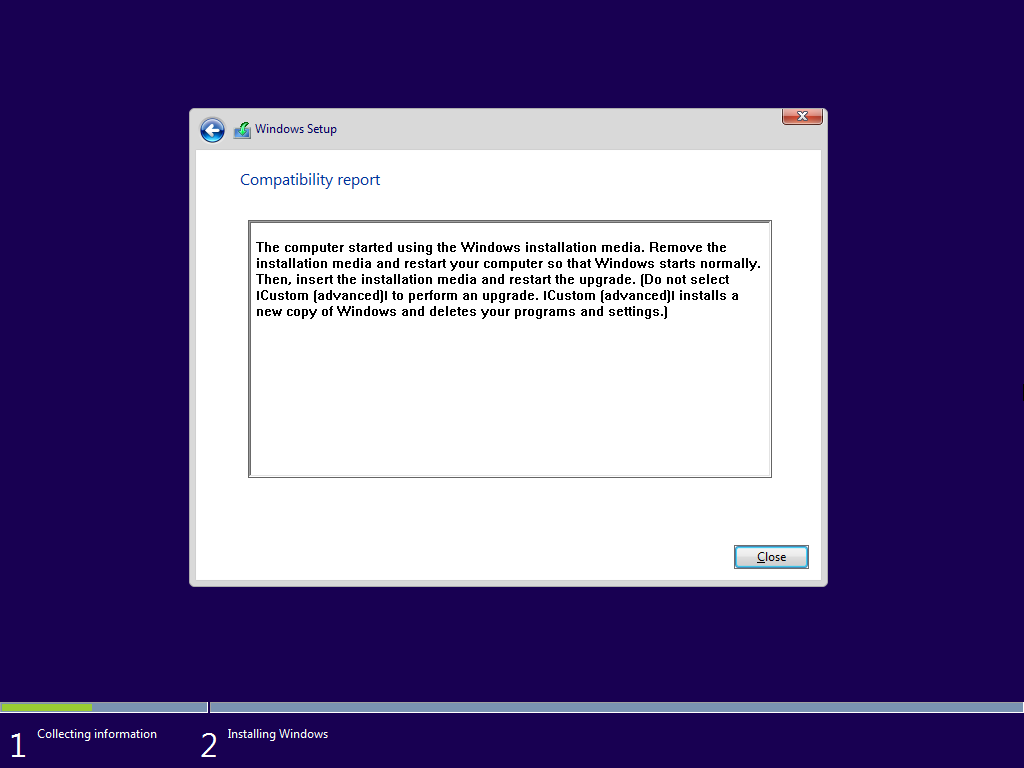 Windows Setup
Compatibility report
The computer started using the Windows installation media. Remove the
installation media and restart your computer so that Windows starts normally.
Then, insert the installation media and restart the upgrade. (Do not select
|Custom (advanced)| to perform an upgrade. |Custom (advanced)| installs a
new copy of Windows and deletes your programs and settings.)
Close
1 Collecting information
2 Installing Windows